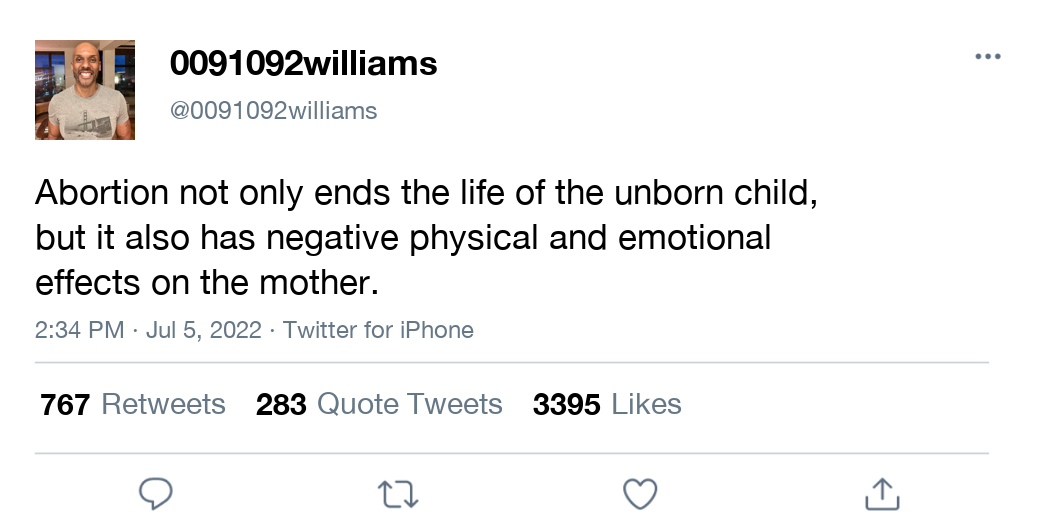 0091092williams
@0091092williams
Abortion not only ends the life of the unborn child,
but it also has negative physical and emotional
effects on the mother.
2:34 PM · Jul 5, 2022 · Twitter for iPhone
767 Retweets 283 Quote Tweets 3395 Likes